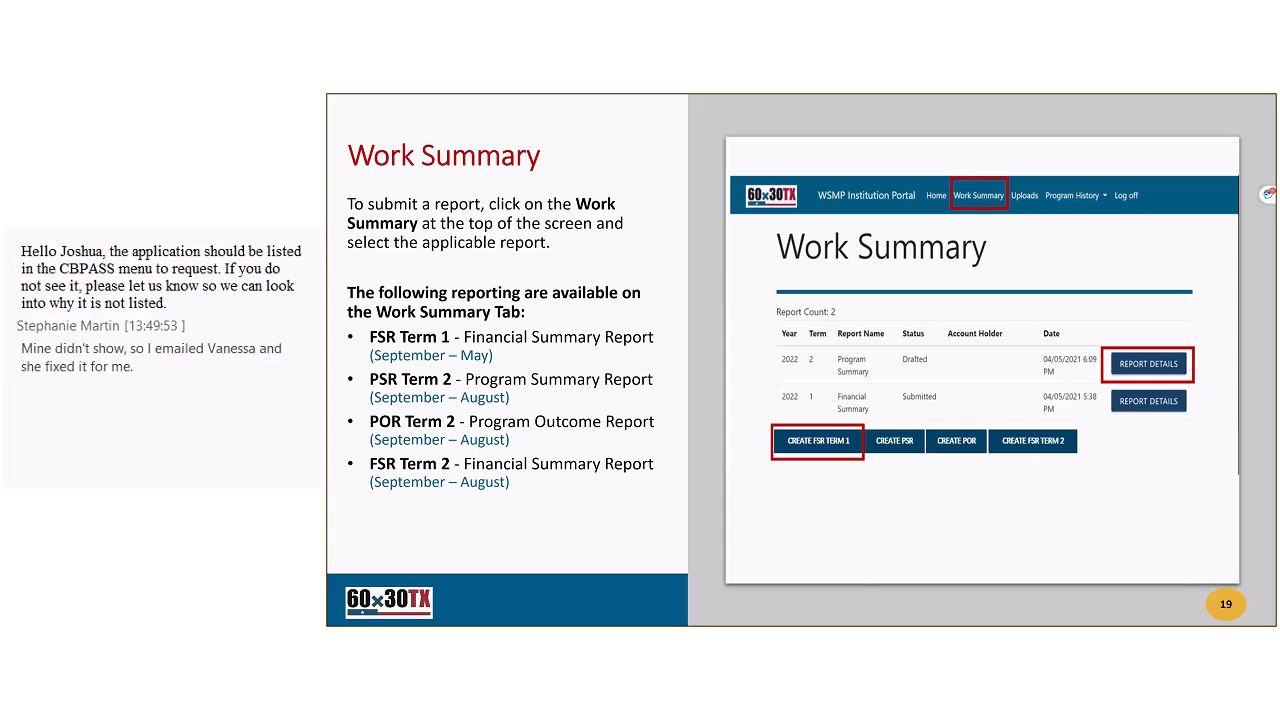 Hello Joshua, the application should be listed
in the CBPASS menu to request. If you do
not see it, please let us know so we can look
into why it is not listed.
Stephanie Martin [13:49:53 ]
Mine didn't show, so I emailed Vanessa and
she fixed it for me.
Work Summary
To submit a report, click on the Work
Summary at the top of the screen and
select the applicable report.
The following reporting are available on
the Work Summary Tab:
• FSR Term 1 - Financial Summary Report
(September – May)
• PSR Term 2 - Program Summary Report
(September – August)
• POR Term 2 - Program Outcome Report
(September – August)
• FSR Term 2 - Financial Summary Report
(September – August)
60x30TX
60x30TX WSMP Institution Portal Home Work Summary Uploads Program History Log off
Work Summary
Report Count: 2
Year Term Report Name Status Account Holder Date
2022 2 Program Summary Drafted 04/05/2021 6:09 PM REPORT DETAILS
2022 1 Financial Summary Submitted 04/05/2021 5:38 PM REPORT DETAILS
CREATE FSR TERM 1 CREATE PSR CREATE POR CREATE FSR TERM 2
19